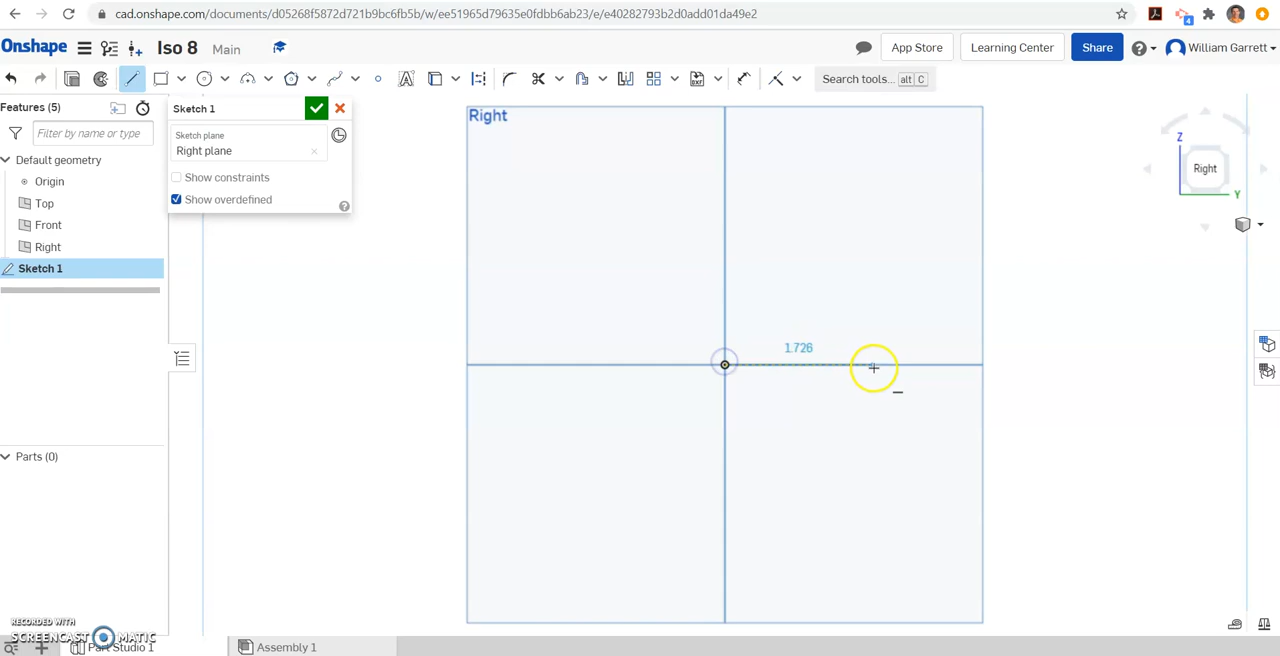 cad.onshape.com/documents/d05268f5872d721b9bc6fb5b/w/ee51965d79635e0fdbb6ab23/e/e40282793b2d0add01da49e2
4
Onshape Iso 8 Main App Store Learning Center Share William Garrett
Search tools... alt C
Features (5)
Filter by name or type
Default geometry
Origin
Top
Front
Right
Sketch 1
Parts (0)
Sketch 1
Sketch plane
Right plane
Show constraints
Show overdefined
Right
1.726
Z
Right
Y
RECORDED WITH
SCREENCAST MATIC
Part Studio 1 Assembly 1